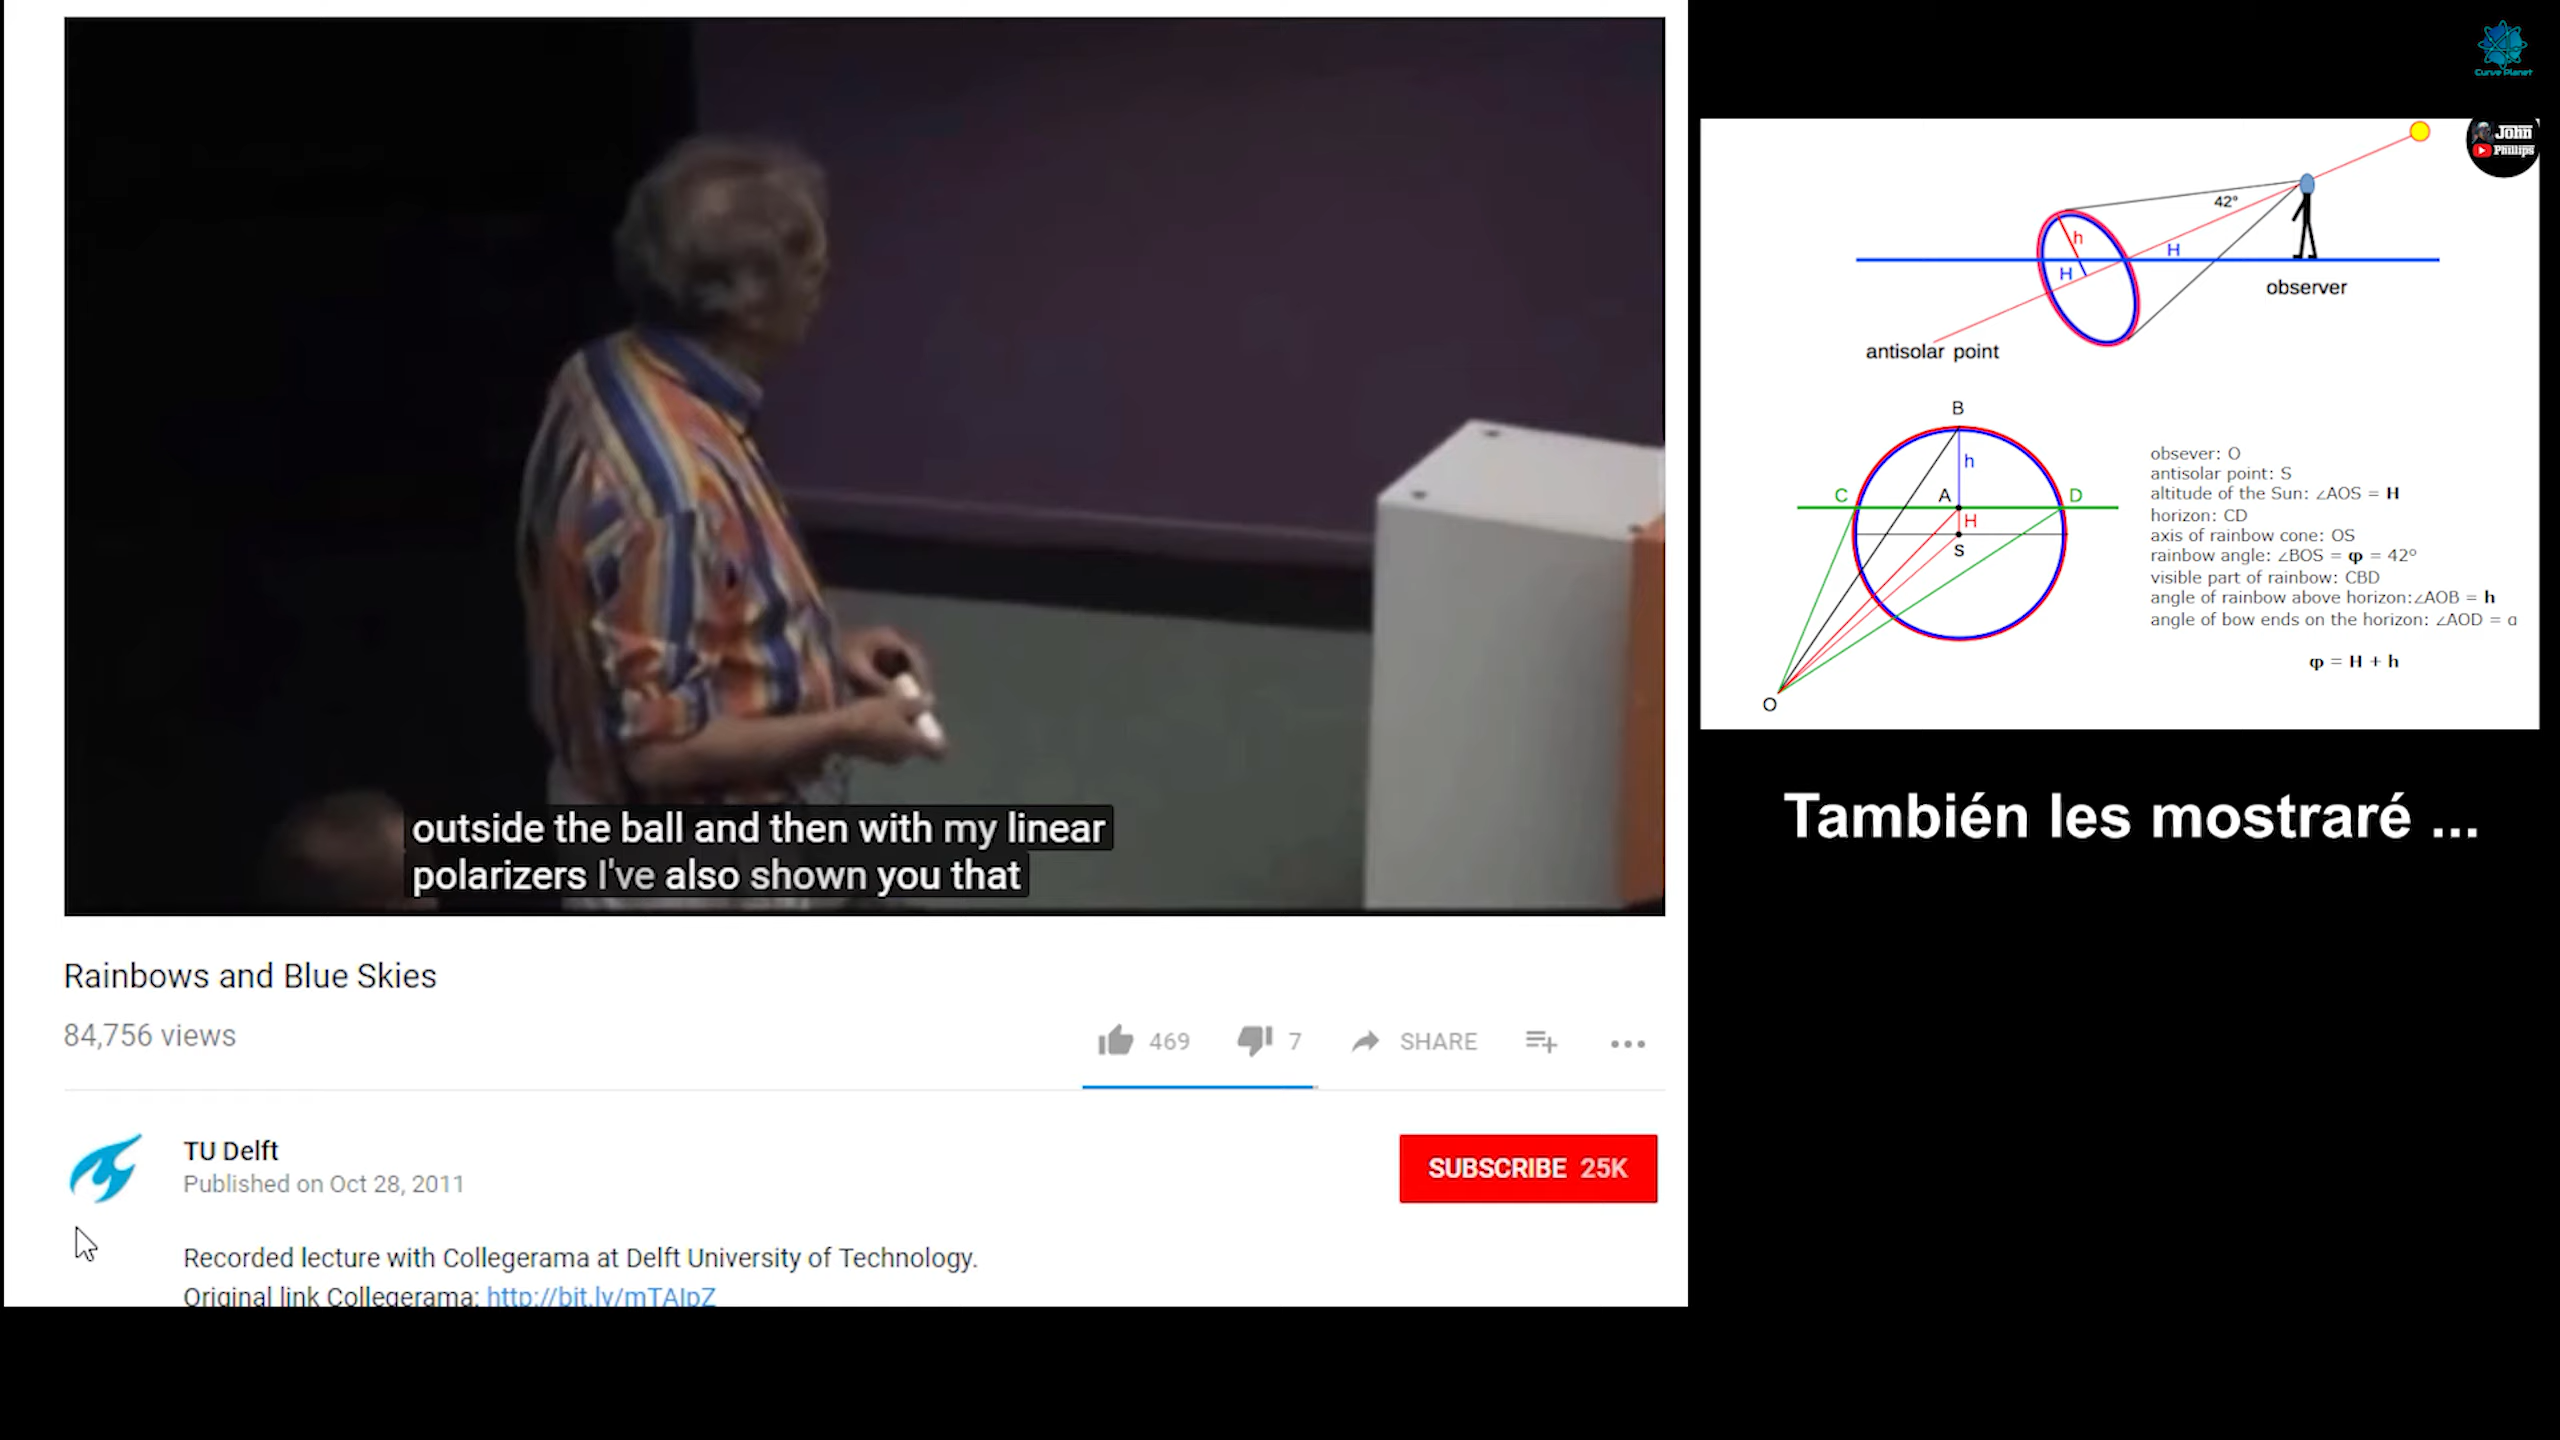 outside the ball and then with my linear
polarizers I've also shown you that
Rainbows and Blue Skies
84,756 views
469
7
SHARE
TU Delft
Published on Oct 28, 2011
SUBSCRIBE 25K
Recorded lecture with Collegerama at Delft University of Technology.
Original link Collegerama: http://bit.ly/mTAIpZ
Curve Planet
John
Phillips
42°
h
H
H
observer
antisolar point
B
h
C
A
D
H
S
O
obsever: O
antisolar point: S
altitude of the Sun: ∠AOS = H
horizon: CD
axis of rainbow cone: OS
rainbow angle: ∠BOS = φ = 42°
visible part of rainbow: CBD
angle of rainbow above horizon:∠AOB = h
angle of bow ends on the horizon: ∠AOD = α
φ = H + h
También les mostraré ...